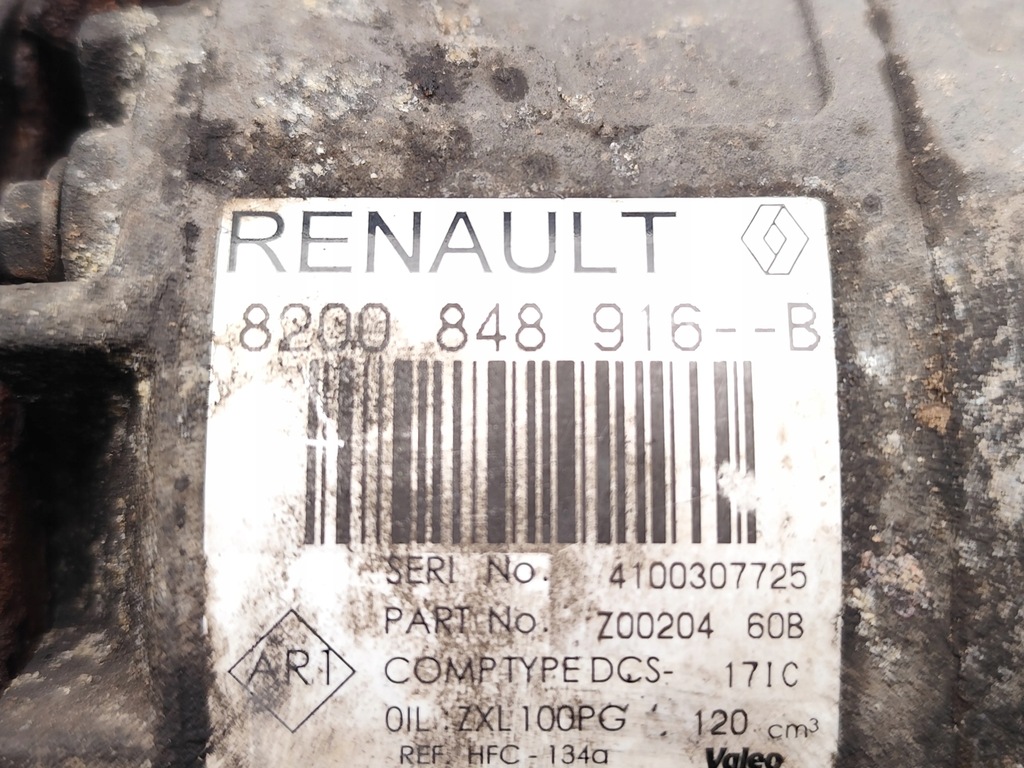 RENAULT
8200 848 916--B
SERI No. 4100307725
PART No. Z00204 60B
ART
COMPTYPE DCS- 171C
OIL : ZXL100PG . 120 cm³
REF. HFC - 134a
Valeo